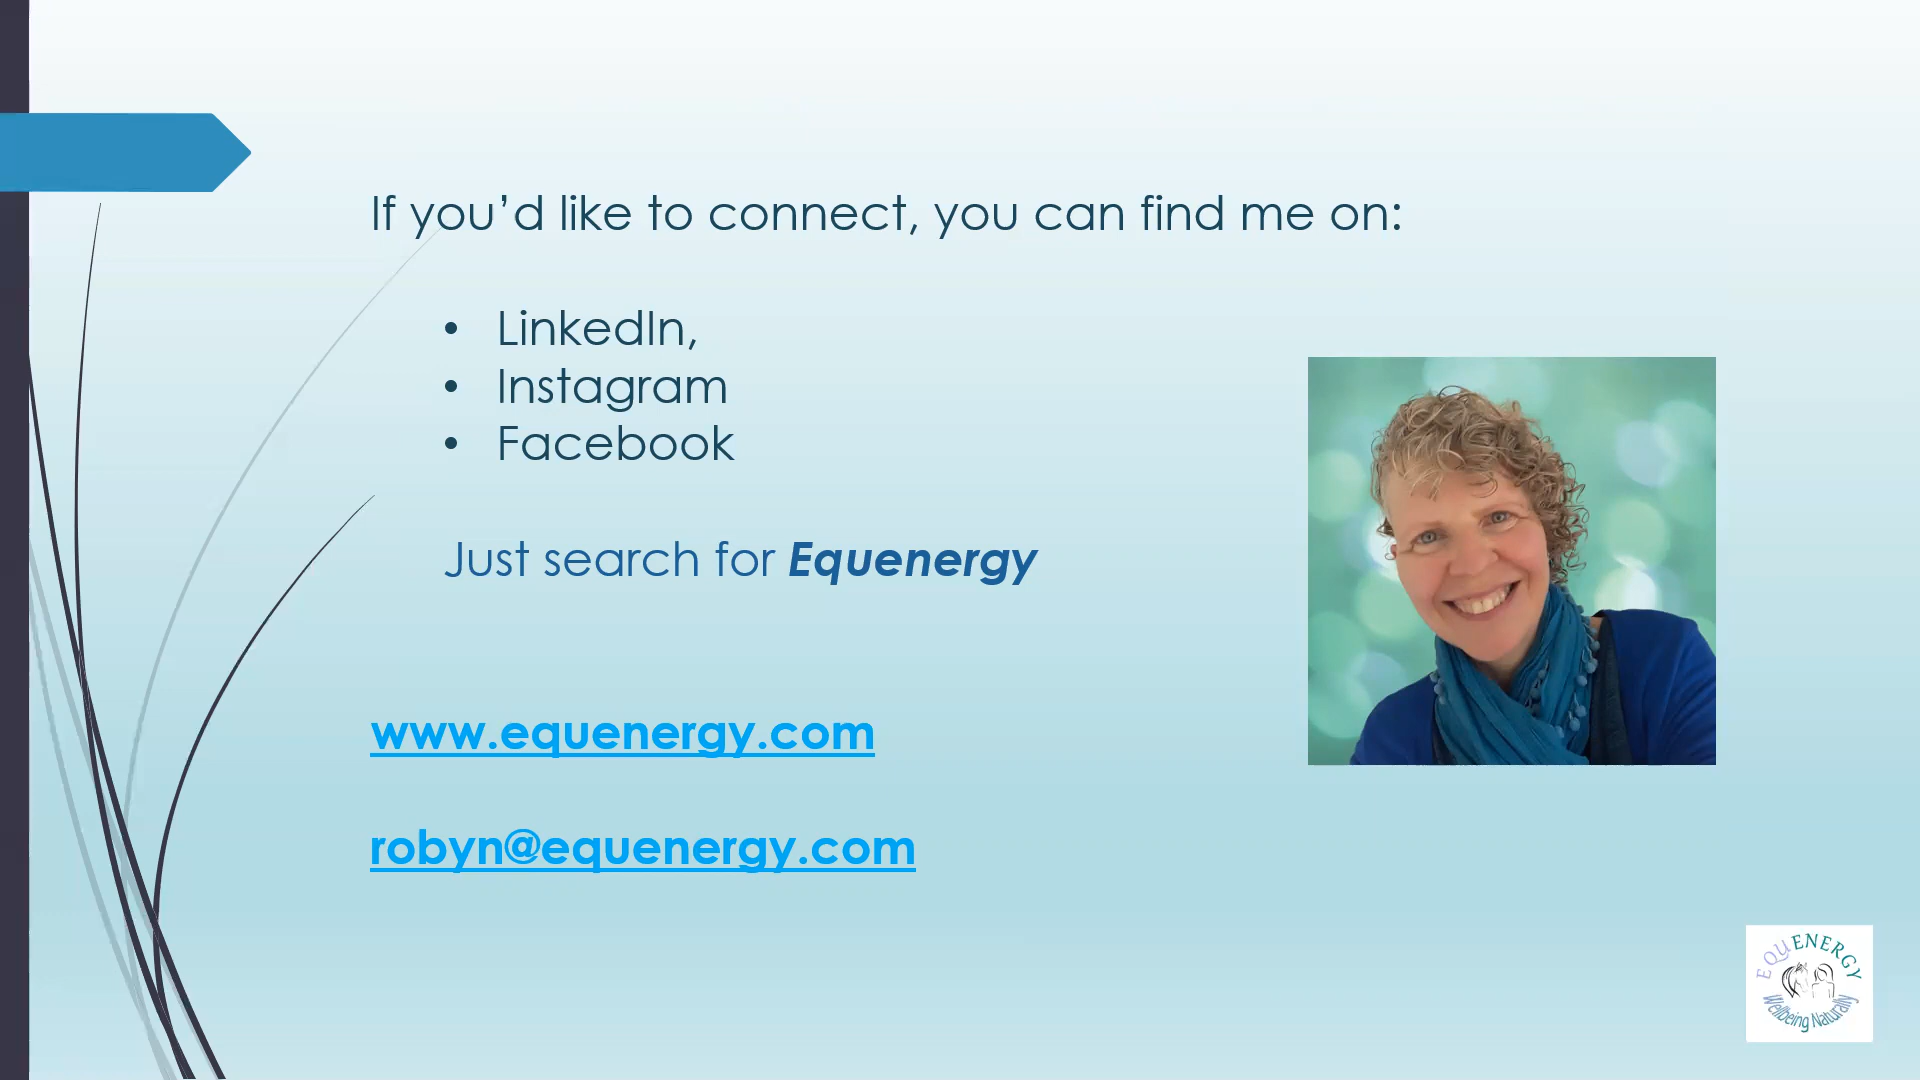 If you’d like to connect, you can find me on:
• LinkedIn,
• Instagram
• Facebook
Just search for Equenergy
www.equenergy.com
robyn@equenergy.com
EQUENERGY
Wellbeing Naturally